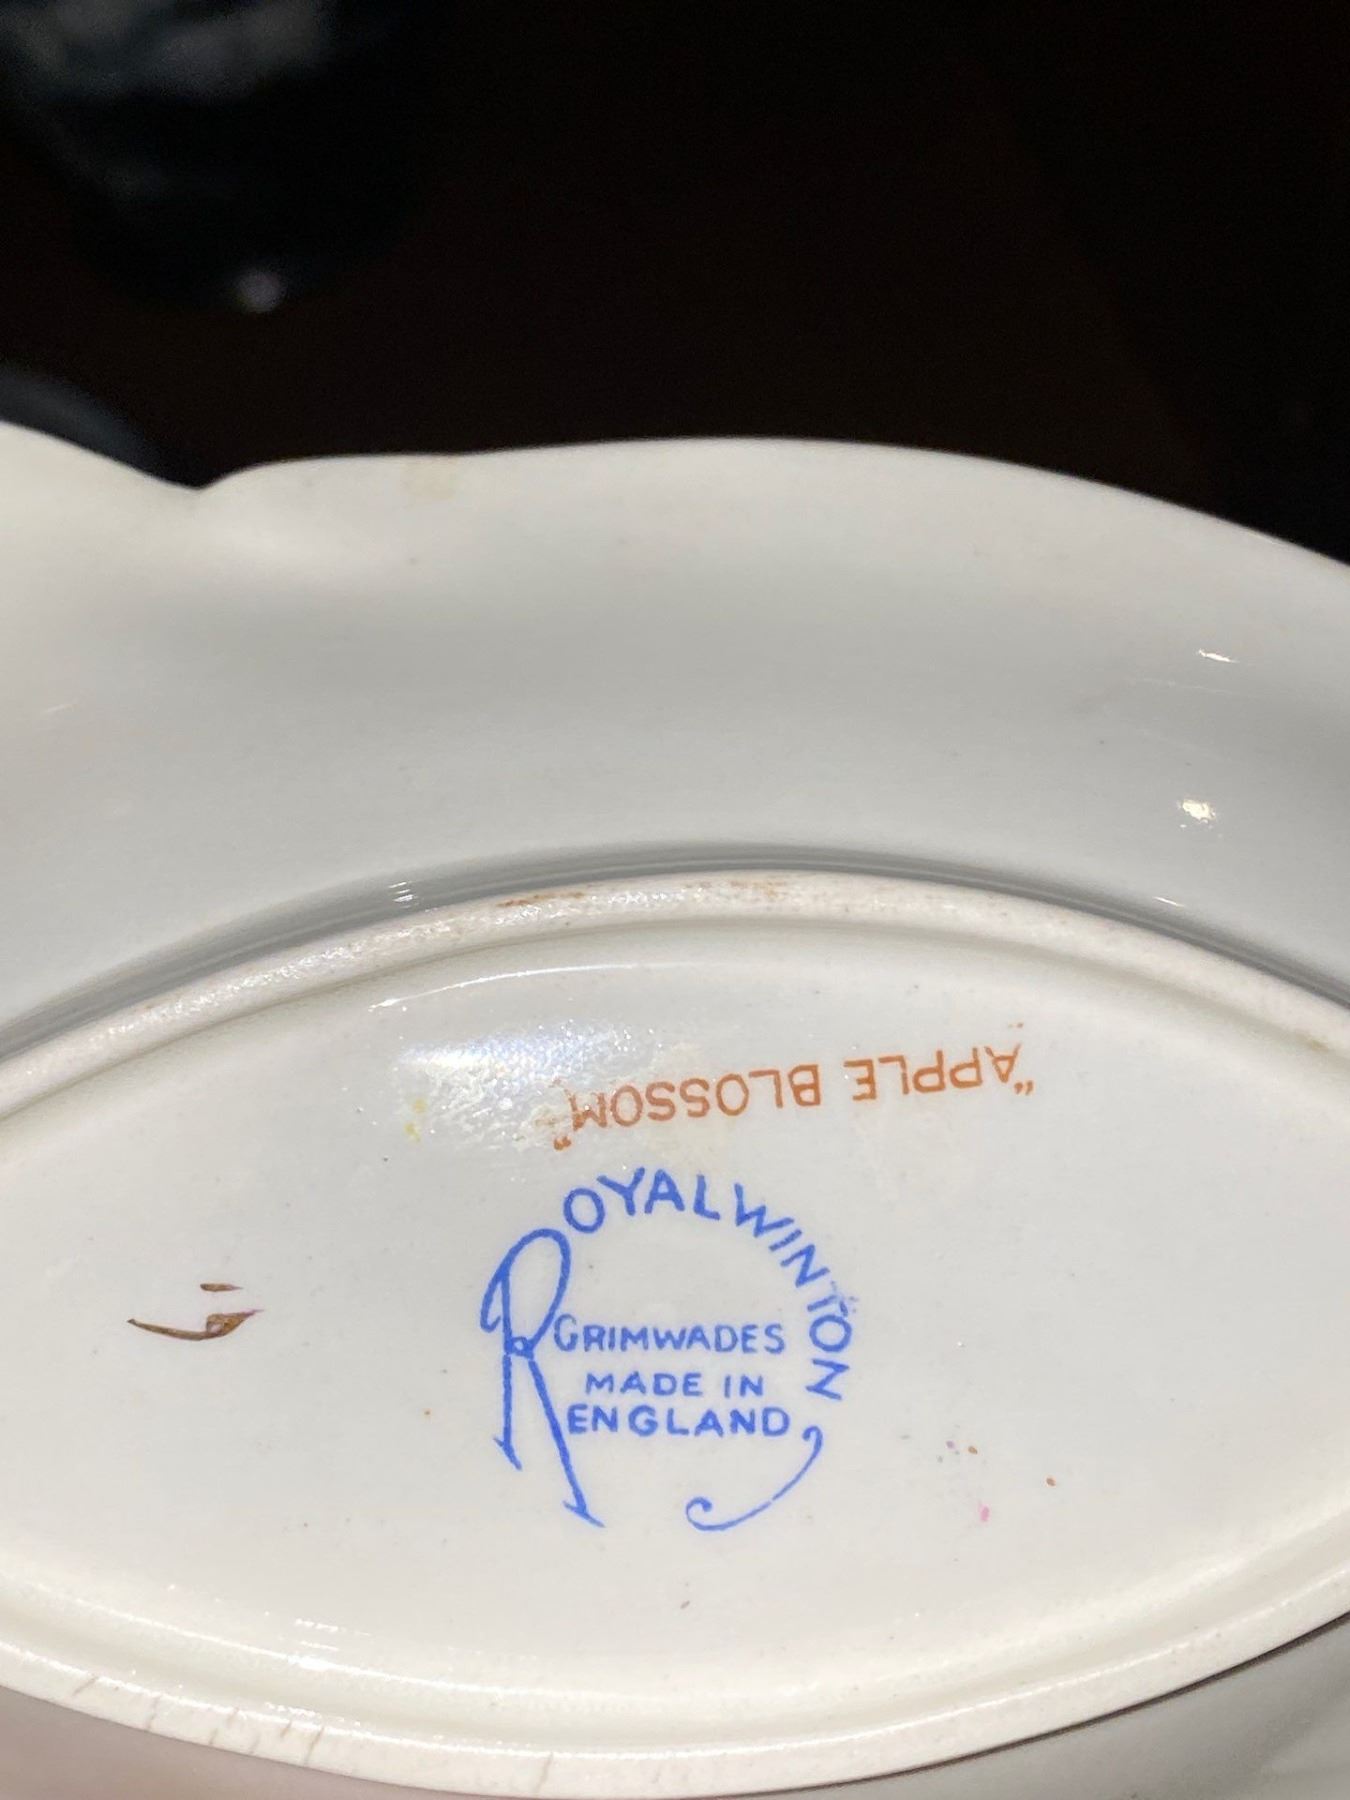 "APPLE BLOSSOM"
ROYAL WINTON
GRIMWADES
MADE IN
ENGLAND